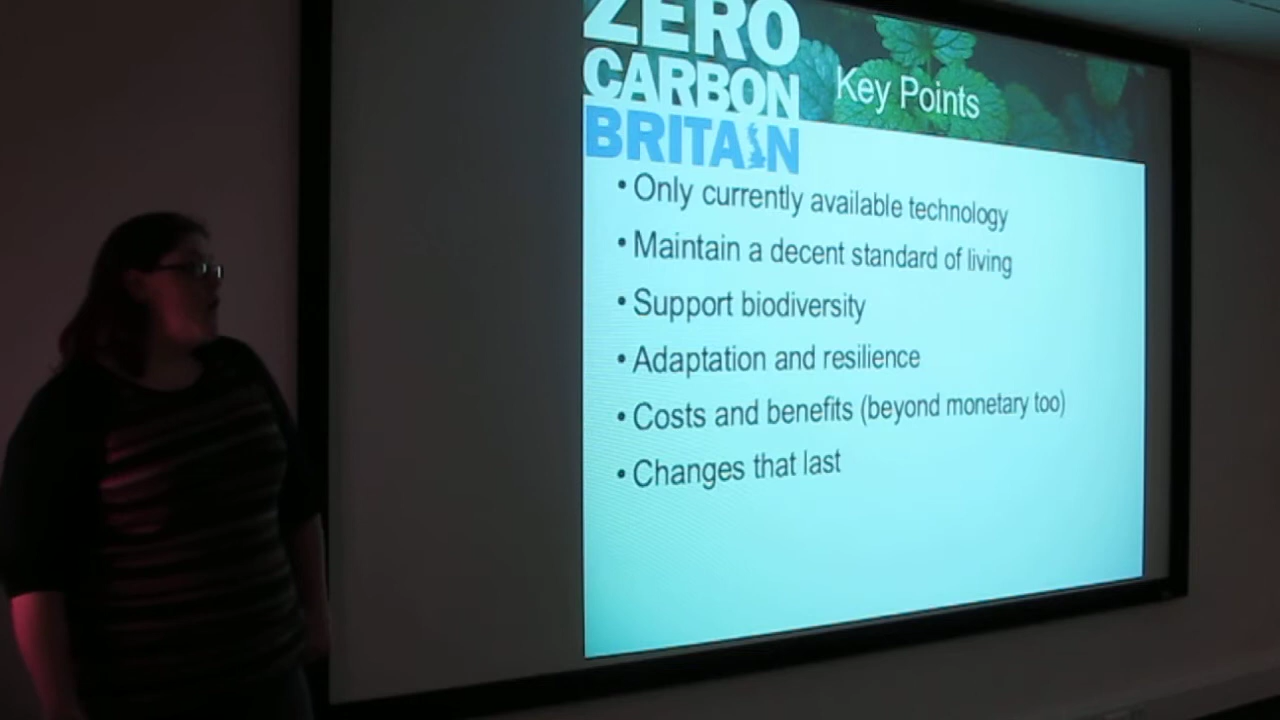 ZERO
CARBON
BRITAIN
Key Points
• Only currently available technology
• Maintain a decent standard of living
• Support biodiversity
• Adaptation and resilience
• Costs and benefits (beyond monetary too)
• Changes that last